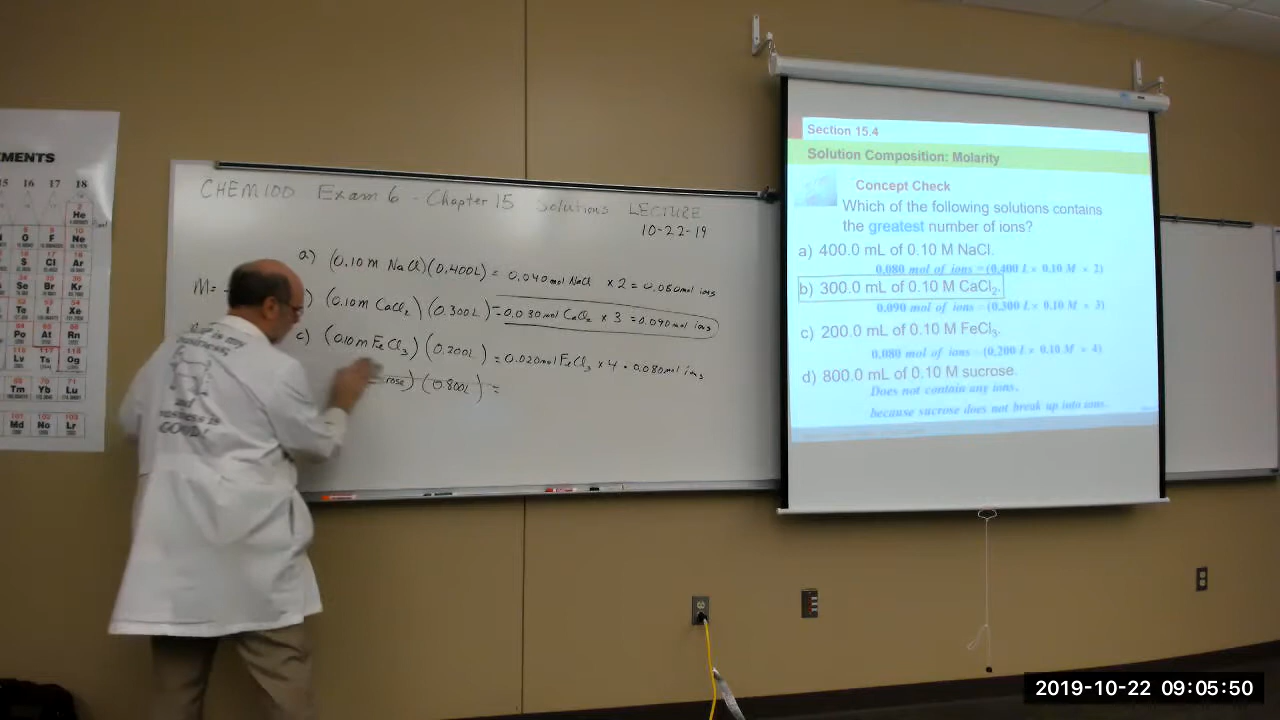 EMENTS
15 16 17 18
He
O F Ne
S Cl Ar
Se Br Kr
Te I Xe
Po At Rn
Lv Ts Og
Tm Yb Lu
Md No Lr
CHEM 100 Exam 6 - Chapter 15 Solutions LECTURE
10-22-19
M=
a) (0.10 M NaCl)(0.400L) = 0.040 mol NaCl × 2 = 0.080 mol ions
) (0.10 M CaCl2)(0.300L) = 0.030 mol CaCl2 × 3 = 0.090 mol ions
c) (0.10 M FeCl3)(0.200L) = 0.020 mol FeCl3 × 4 = 0.080 mol ions
rose)(0.800L) =
and
GOOD!
Section 15.4
Solution Composition: Molarity
Concept Check
Which of the following solutions contains
the greatest number of ions?
a) 400.0 mL of 0.10 M NaCl.
0.080 mol of ions = (0.400 L × 0.10 M × 2)
b) 300.0 mL of 0.10 M CaCl2.
0.090 mol of ions = (0.300 L × 0.10 M × 3)
c) 200.0 mL of 0.10 M FeCl3.
0.080 mol of ions = (0.200 L × 0.10 M × 4)
d) 800.0 mL of 0.10 M sucrose.
Does not contain any ions,
because sucrose does not break up into ions.
2019-10-22 09:05:50